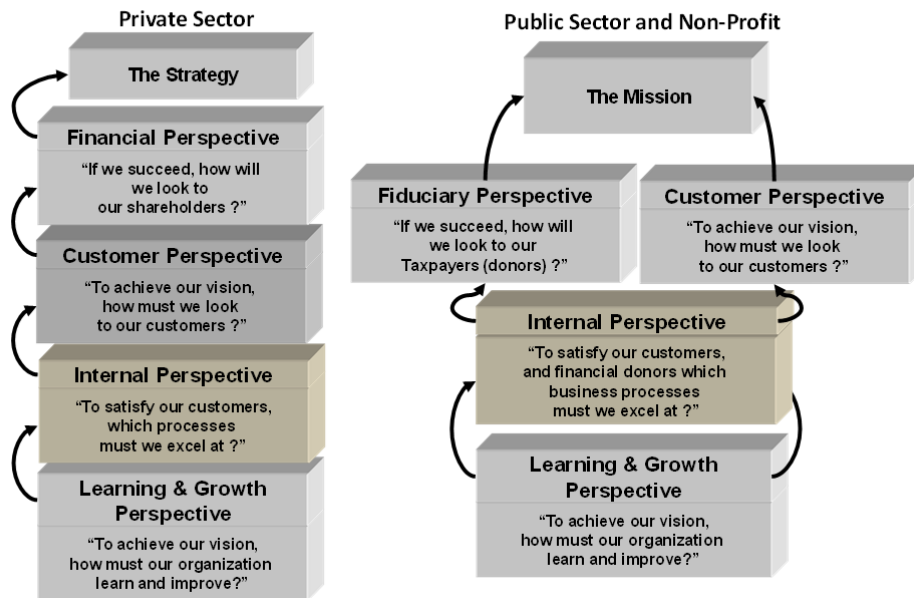 Private Sector
The Strategy
Financial Perspective
“If we succeed, how will
we look to
our shareholders ?”
Customer Perspective
“To achieve our vision,
how must we look
to our customers ?”
Internal Perspective
“To satisfy our customers,
which processes
must we excel at ?”
Learning & Growth
Perspective
“To achieve our vision,
how must our organization
learn and improve?”
Public Sector and Non-Profit
The Mission
Fiduciary Perspective
“If we succeed, how will
we look to our
Taxpayers (donors) ?”
Customer Perspective
“To achieve our vision,
how must we look
to our customers ?”
Internal Perspective
“To satisfy our customers,
and financial donors which
business processes
must we excel at ?”
Learning & Growth
Perspective
“To achieve our vision,
how must our organization
learn and improve?”